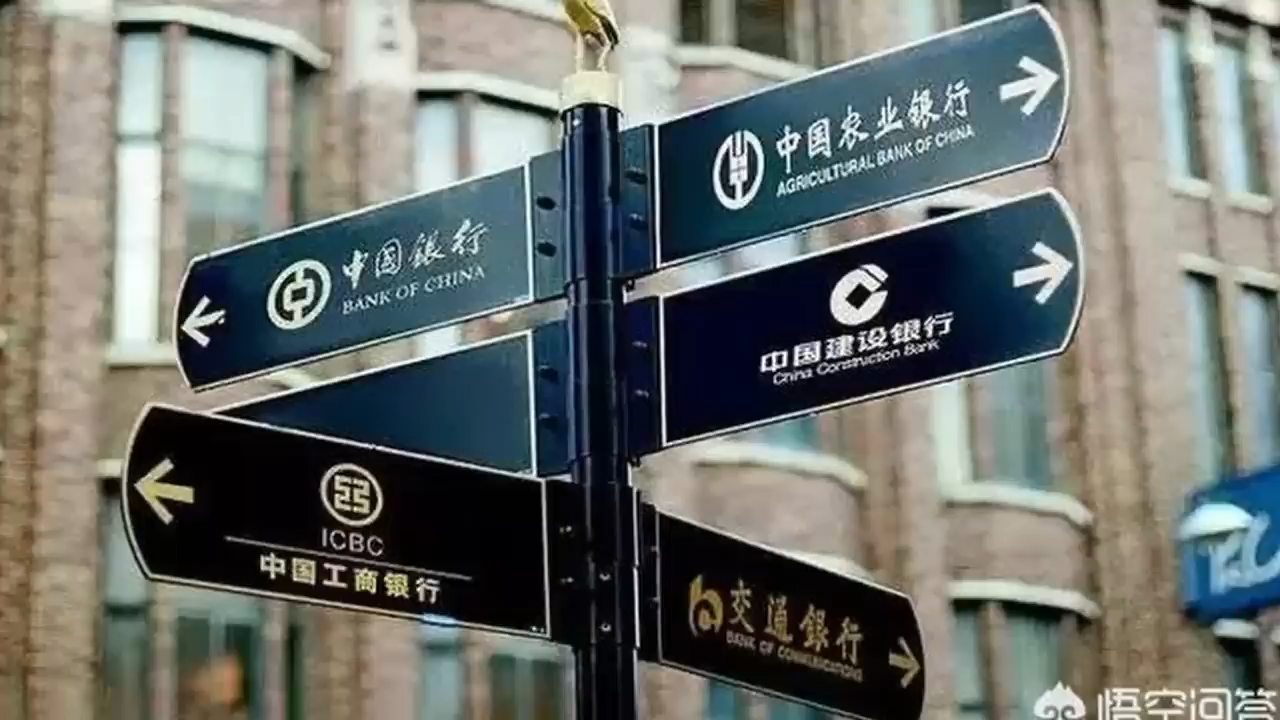 中国农业银行
AGRICULTURAL BANK OF CHINA
中国银行
BANK OF CHINA
中国建设银行
China Construction Bank
ICBC
中国工商银行
交通銀行
BANK OF COMMUNICATIONS
悟空问答